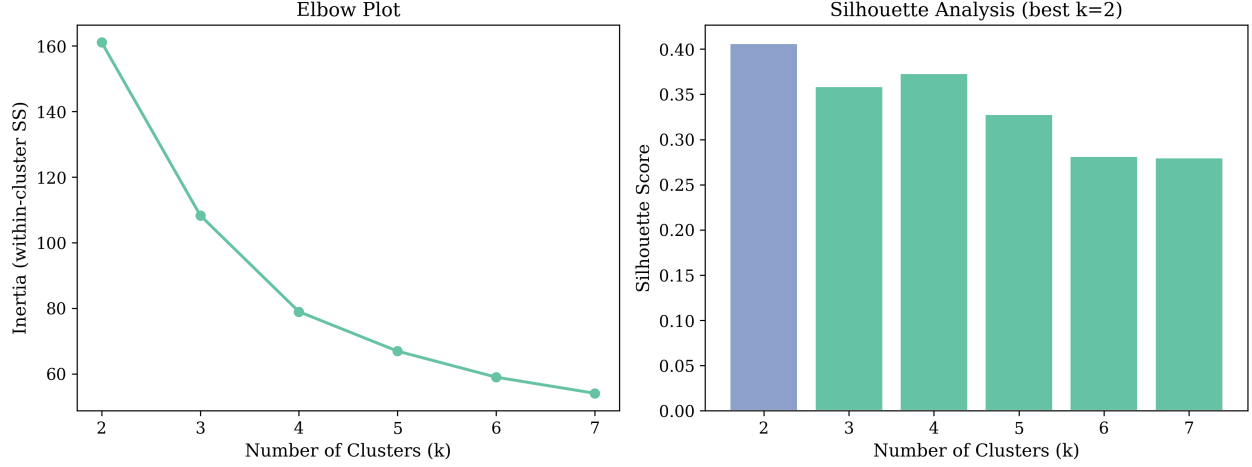 Elbow Plot
Inertia (within-cluster SS)
160
140
120
100
80
60
2 3 4 5 6 7
Number of Clusters (k)
Silhouette Analysis (best k=2)
Silhouette Score
0.40
0.35
0.30
0.25
0.20
0.15
0.10
0.05
0.00
2 3 4 5 6 7
Number of Clusters (k)